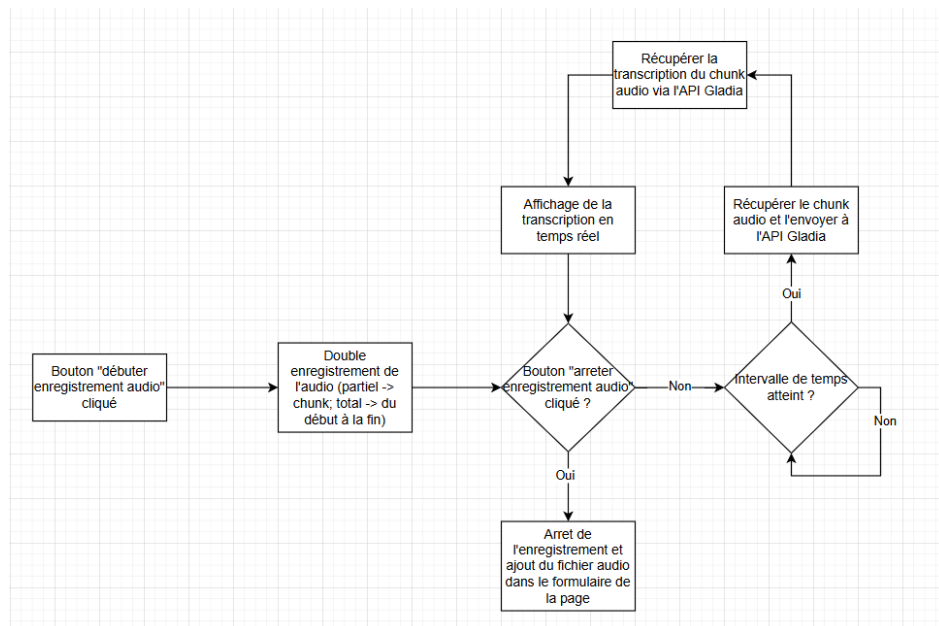 Récupérer la
transcription du chunk
audio via l'API Gladia
Affichage de la
transcription en
temps réel
Récupérer le chunk
audio et l'envoyer à
l'API Gladia
Oui
Bouton "débuter
enregistrement audio"
cliqué
Double
enregistrement de
l'audio (partiel ->
chunk; total -> du
début à la fin)
Bouton "arreter
enregistrement audio"
cliqué ?
Non
Intervalle de temps
atteint ?
Non
Oui
Arret de
l'enregistrement et
ajout du fichier audio
dans le formulaire de
la page